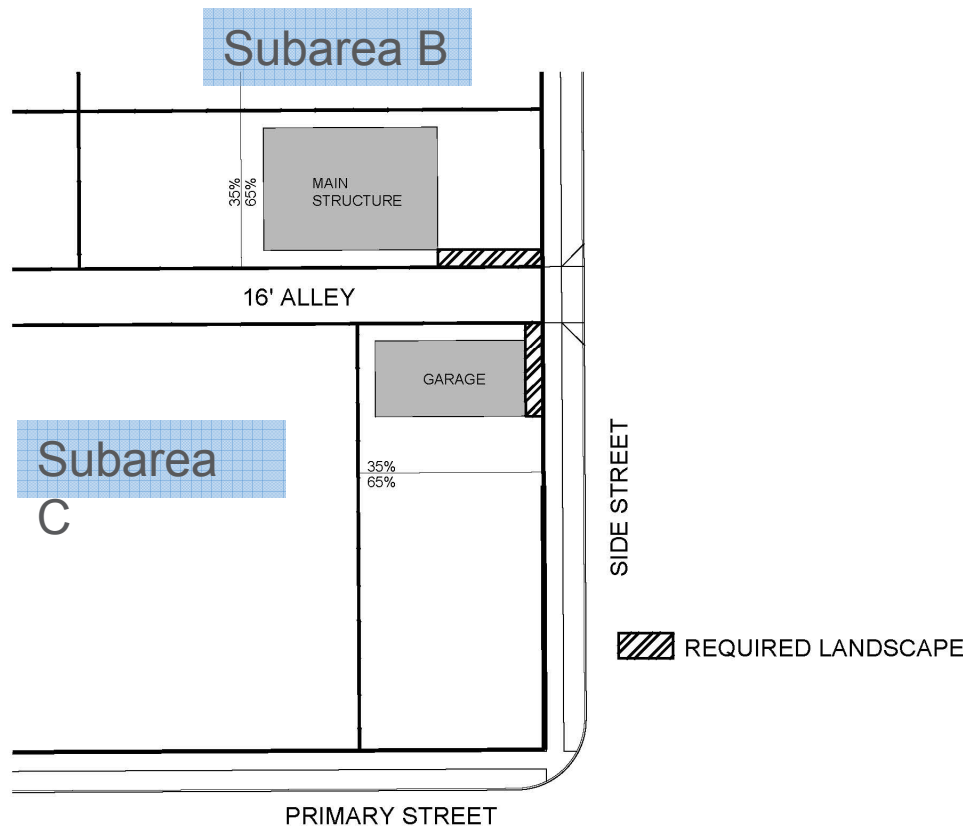 Subarea B
35%
65%
MAIN
STRUCTURE
16' ALLEY
GARAGE
Subarea
C
35%
65%
SIDE STREET
REQUIRED LANDSCAPE
PRIMARY STREET